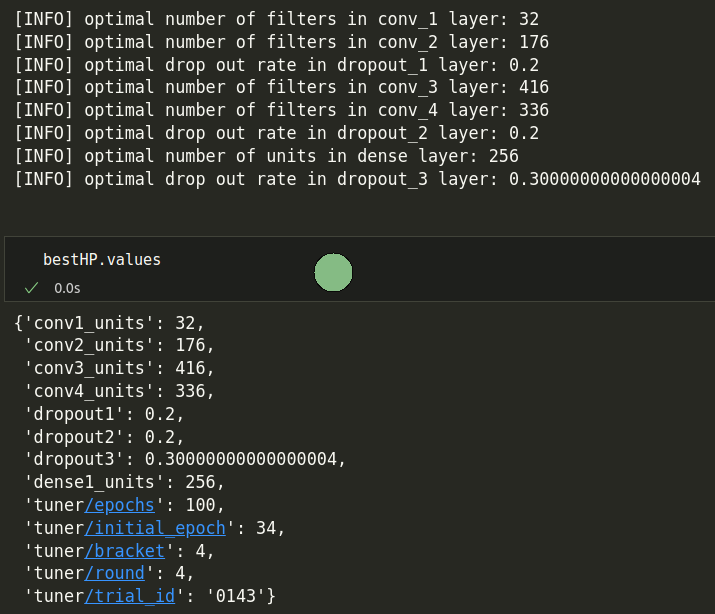 [INFO] optimal number of filters in conv_1 layer: 32
[INFO] optimal number of filters in conv_2 layer: 176
[INFO] optimal drop out rate in dropout_1 layer: 0.2
[INFO] optimal number of filters in conv_3 layer: 416
[INFO] optimal number of filters in conv_4 layer: 336
[INFO] optimal drop out rate in dropout_2 layer: 0.2
[INFO] optimal number of units in dense layer: 256
[INFO] optimal drop out rate in dropout_3 layer: 0.30000000000000004
bestHP.values
0.0s
{'conv1_units': 32,
'conv2_units': 176,
'conv3_units': 416,
'conv4_units': 336,
'dropout1': 0.2,
'dropout2': 0.2,
'dropout3': 0.30000000000000004,
'dense1_units': 256,
'tuner/epochs': 100,
'tuner/initial_epoch': 34,
'tuner/bracket': 4,
'tuner/round': 4,
'tuner/trial_id': '0143'}